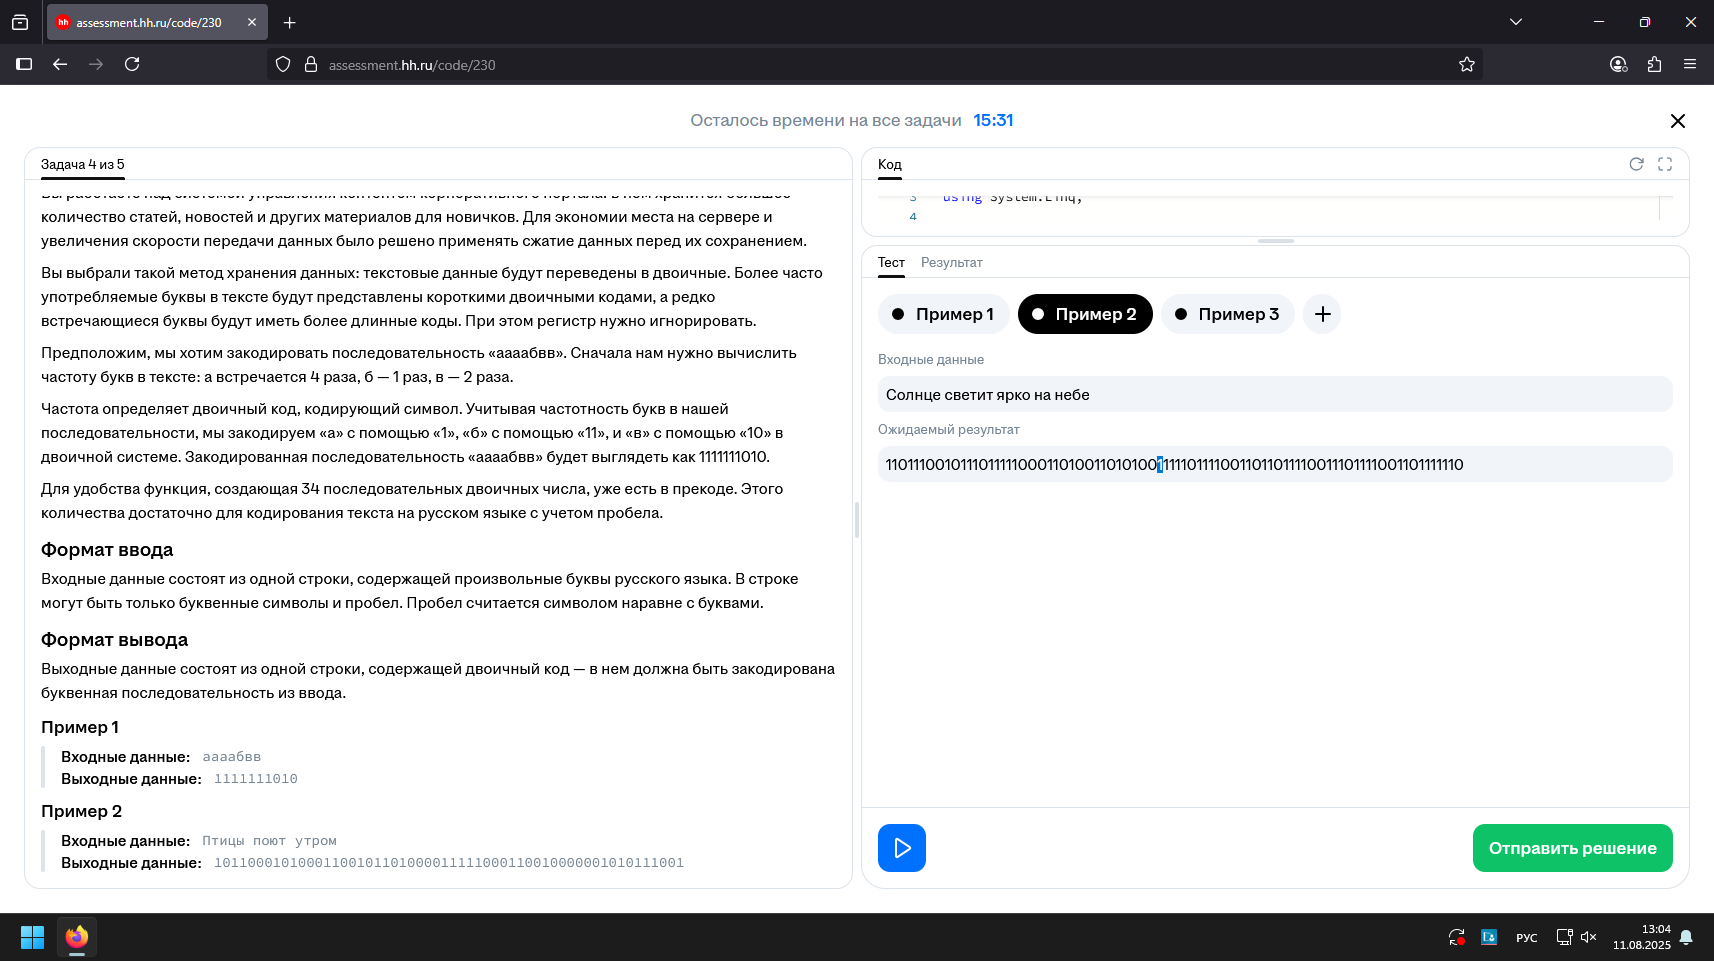 assessment.hh.ru/code/230
assessment.hh.ru/code/230
Осталось времени на все задачи 15:31
Задача 4 из 5
Вы работаете над системой управления контентом корпоративного портала. В нем хранится большое
количество статей, новостей и других материалов для новичков. Для экономии места на сервере и
увеличения скорости передачи данных было решено применять сжатие данных перед их сохранением.
Вы выбрали такой метод хранения данных: текстовые данные будут переведены в двоичные. Более часто
употребляемые буквы в тексте будут представлены короткими двоичными кодами, а редко
встречающиеся буквы будут иметь более длинные коды. При этом регистр нужно игнорировать.
Предположим, мы хотим закодировать последовательность «аааабвв». Сначала нам нужно вычислить
частоту букв в тексте: а встречается 4 раза, б — 1 раз, в — 2 раза.
Частота определяет двоичный код, кодирующий символ. Учитывая частотность букв в нашей
последовательности, мы закодируем «а» с помощью «1», «б» с помощью «11», и «в» с помощью «10» в
двоичной системе. Закодированная последовательность «аааабвв» будет выглядеть как 1111111010.
Для удобства функция, создающая 34 последовательных двоичных числа, уже есть в прекоде. Этого
количества достаточно для кодирования текста на русском языке с учетом пробела.
Формат ввода
Входные данные состоят из одной строки, содержащей произвольные буквы русского языка. В строке
могут быть только буквенные символы и пробел. Пробел считается символом наравне с буквами.
Формат вывода
Выходные данные состоят из одной строки, содержащей двоичный код — в нем должна быть закодирована
буквенная последовательность из ввода.
Пример 1
Входные данные: аааабвв
Выходные данные: 1111111010
Пример 2
Входные данные: Птицы поют утром
Выходные данные: 1011000101000110010110100001111110001100100000001010111001
Код
3 using System.Linq;
4
Тест Результат
Пример 1 Пример 2 Пример 3
Входные данные
Солнце светит ярко на небе
Ожидаемый результат
Отправить решение
РУС
13:04
11.08.2025